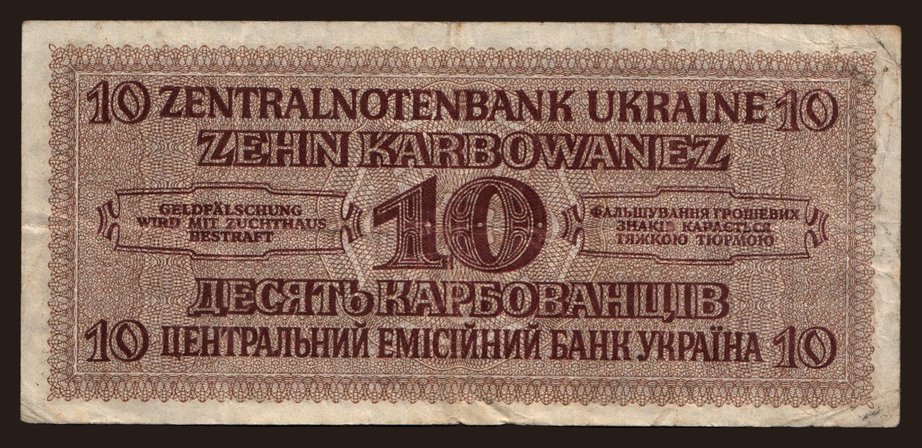 10 ZENTRALNOTENBANK UKRAINE 10
ZEHN KARBOWANEZ
GELDFÄLSCHUNG
WIRD MIT ZUCHTHAUS
BESTRAFT
10
ФАЛЬШУВАННЯ ГРОШЕВИХ
ЗНАКІВ КАРАЄТЬСЯ
ТЯЖКОЮ ТЮРМОЮ
ДЕСЯТЬ КАРБОВАНЦІВ
10 ЦЕНТРАЛЬНИЙ ЕМІСІЙНИЙ БАНК УКРАЇНА 10